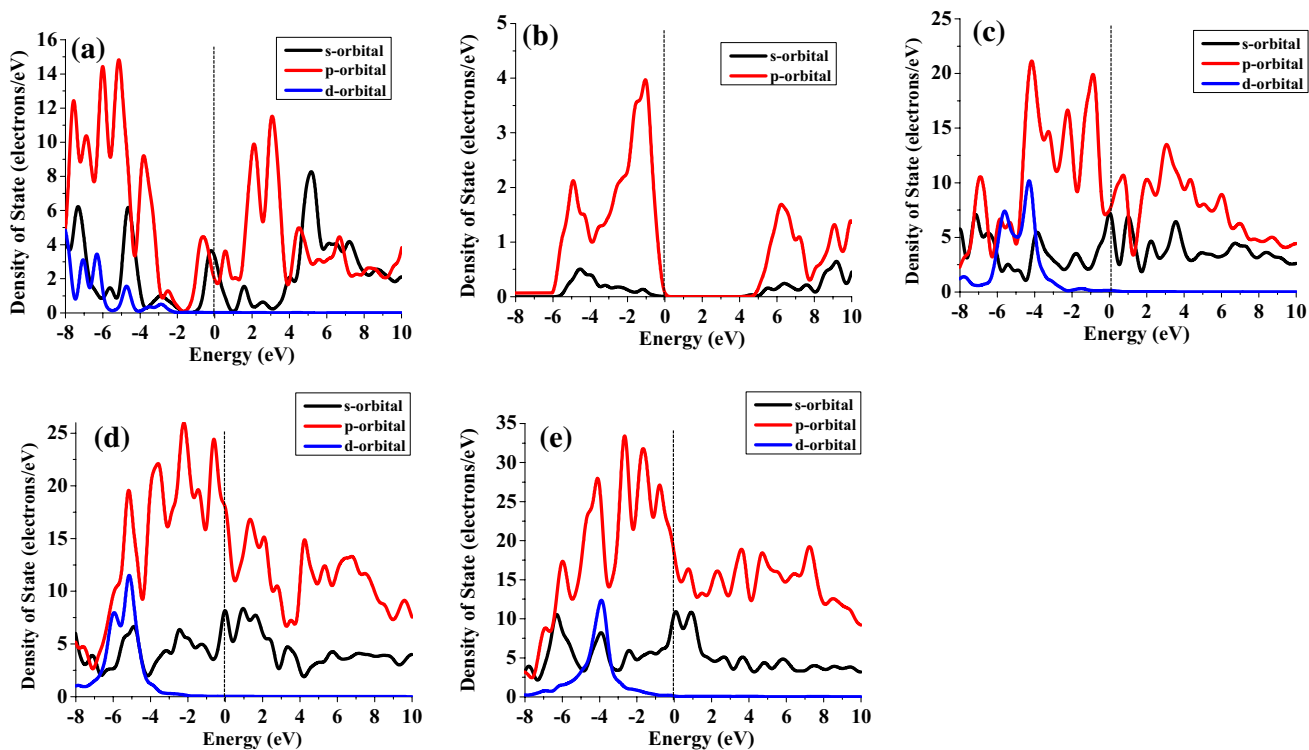 (a)
s-orbital
p-orbital
d-orbital
Density of State (electrons/eV)
16
14
12
10
8
6
4
2
0
-8 -6 -4 -2 0 2 4 6 8 10
Energy (eV)
(b)
s-orbital
p-orbital
Density of State (electrons/eV)
5
4
3
2
1
0
-8 -6 -4 -2 0 2 4 6 8 10
Energy (eV)
(c)
s-orbital
p-orbital
d-orbital
Density of State (electrons/eV)
25
20
15
10
5
0
-8 -6 -4 -2 0 2 4 6 8 10
Energy (eV)
(d)
s-orbital
p-orbital
d-orbital
Density of State (electrons/eV)
25
20
15
10
5
0
-8 -6 -4 -2 0 2 4 6 8 10
Energy (eV)
(e)
s-orbital
p-orbital
d-orbital
Density of State (electrons/eV)
35
30
25
20
15
10
5
0
-8 -6 -4 -2 0 2 4 6 8 10
Energy (eV)